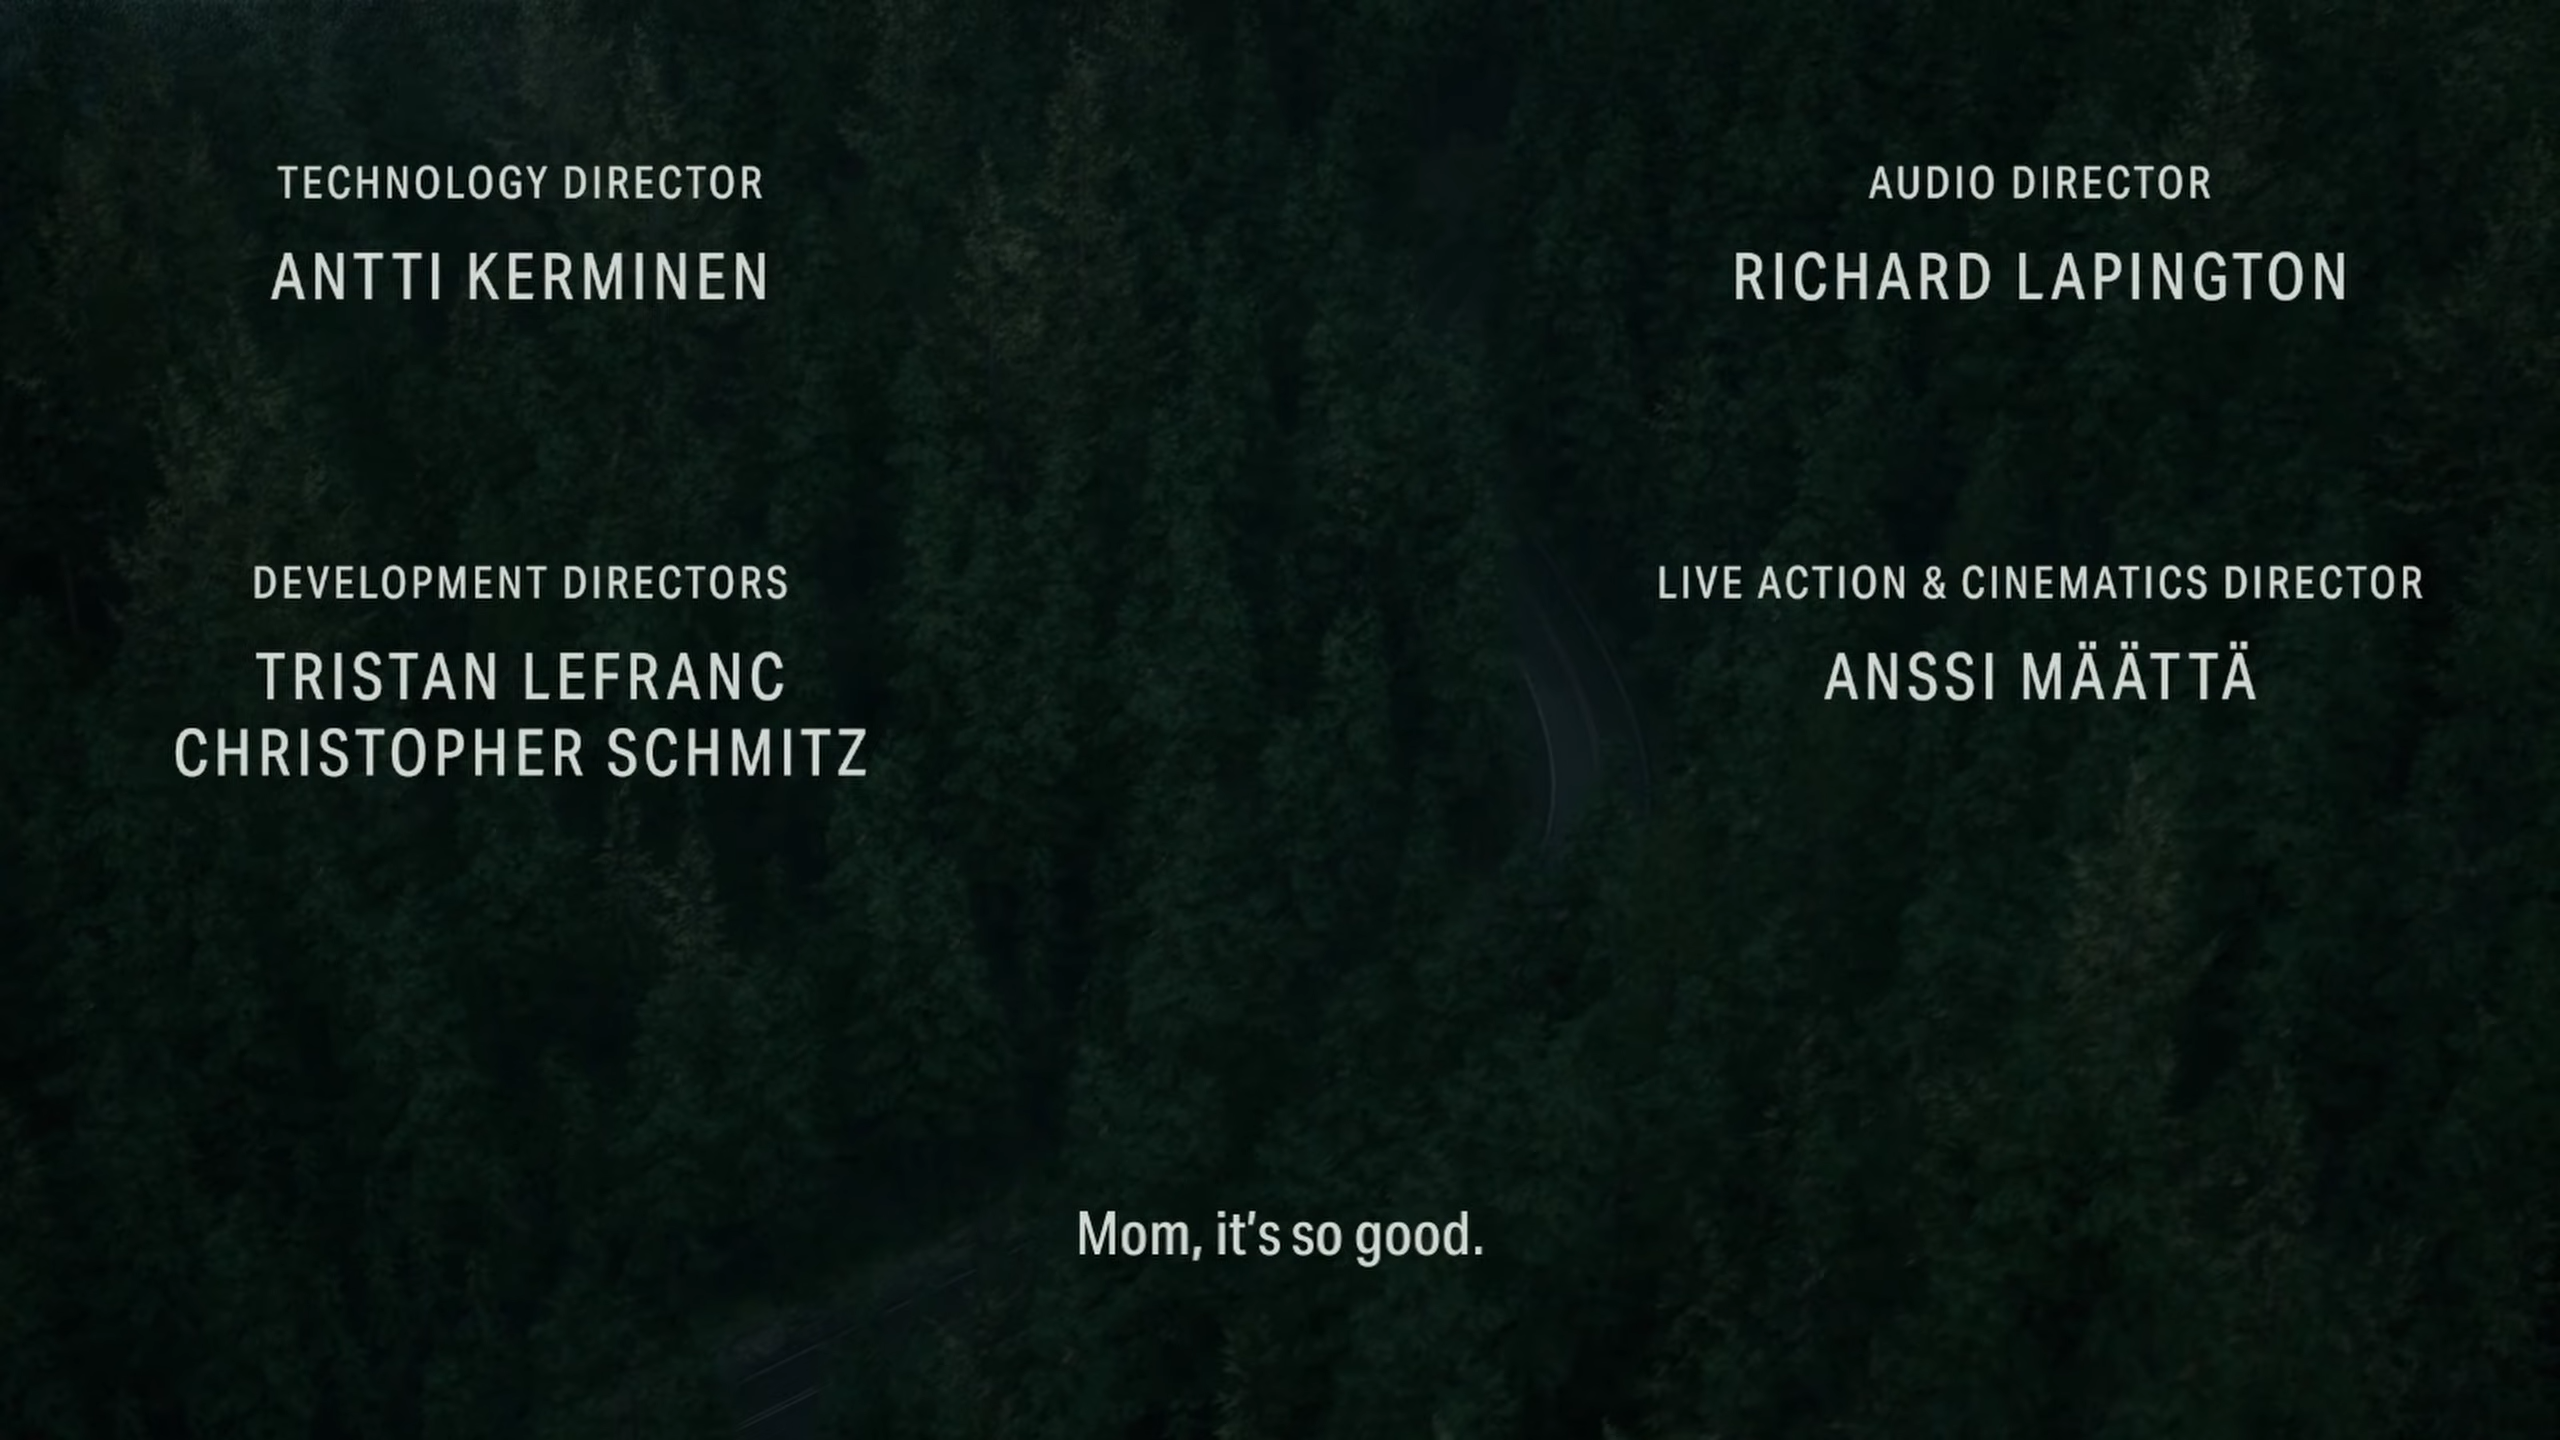 TECHNOLOGY DIRECTOR
ANTTI KERMINEN
AUDIO DIRECTOR
RICHARD LAPINGTON
DEVELOPMENT DIRECTORS
TRISTAN LEFRANC
CHRISTOPHER SCHMITZ
LIVE ACTION & CINEMATICS DIRECTOR
ANSSI MÄÄTTÄ
Mom, it's so good.